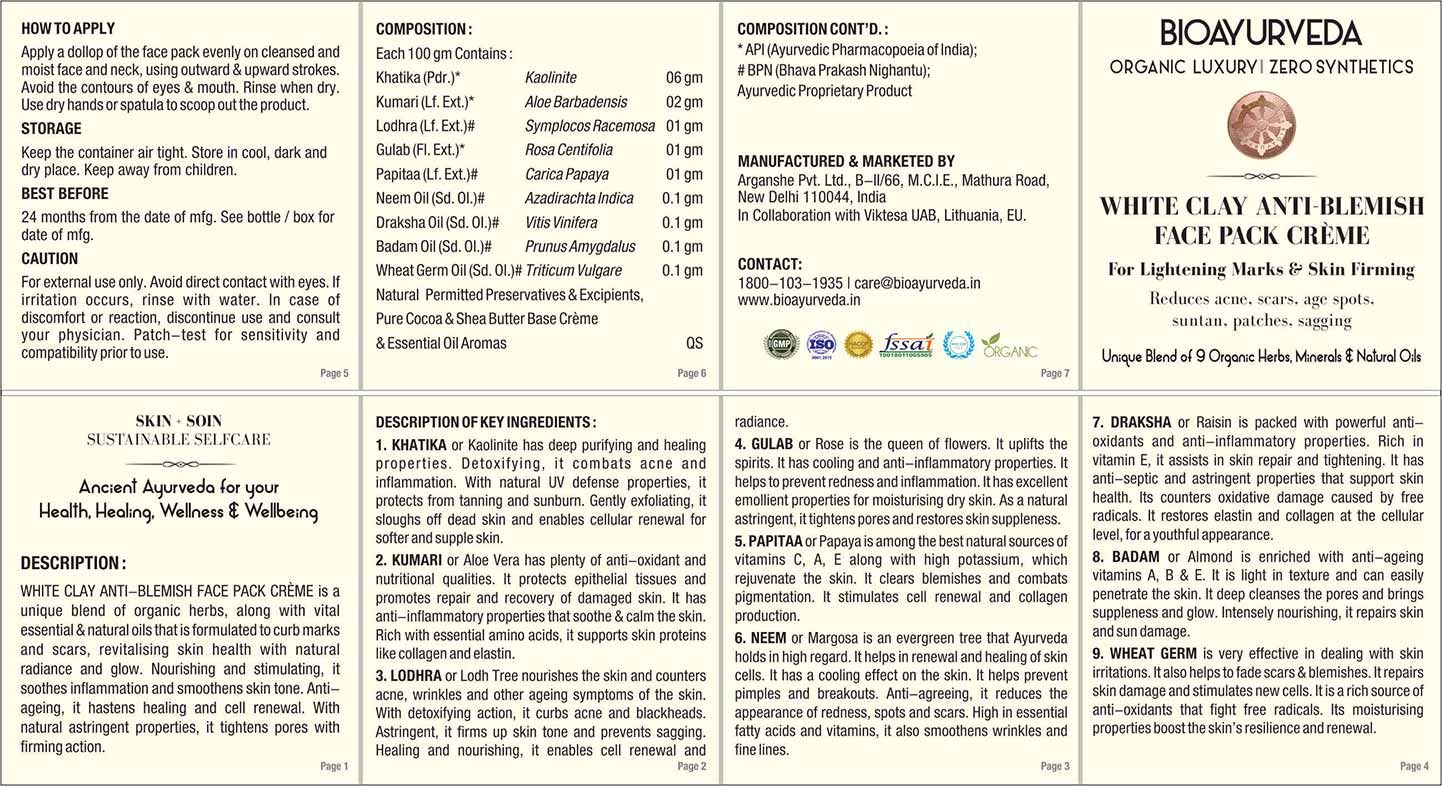 HOW TO APPLY
Apply a dollop of the face pack evenly on cleansed and
moist face and neck, using outward & upward strokes.
Avoid the contours of eyes & mouth. Rinse when dry.
Use dry hands or spatula to scoop out the product.
STORAGE
Keep the container air tight. Store in cool, dark and
dry place. Keep away from children.
BEST BEFORE
24 months from the date of mfg. See bottle / box for
date of mfg.
CAUTION
For external use only. Avoid direct contact with eyes. If
irritation occurs, rinse with water. In case of
discomfort or reaction, discontinue use and consult
your physician. Patch–test for sensitivity and
compatibility prior to use.
Page 5
COMPOSITION :
Each 100 gm Contains :
Khatika (Pdr.)* Kaolinite 06 gm
Kumari (Lf. Ext.)* Aloe Barbadensis 02 gm
Lodhra (Lf. Ext.)# Symplocos Racemosa 01 gm
Gulab (Fl. Ext.)* Rosa Centifolia 01 gm
Papitaa (Lf. Ext.)# Carica Papaya 01 gm
Neem Oil (Sd. Ol.)# Azadirachta Indica 0.1 gm
Draksha Oil (Sd. Ol.)# Vitis Vinifera 0.1 gm
Badam Oil (Sd. Ol.)# Prunus Amygdalus 0.1 gm
Wheat Germ Oil (Sd. Ol.)# Triticum Vulgare 0.1 gm
Natural Permitted Preservatives & Excipients,
Pure Cocoa & Shea Butter Base Crème
& Essential Oil Aromas QS
Page 6
COMPOSITION CONT’D. :
* API (Ayurvedic Pharmacopoeia of India);
# BPN (Bhava Prakash Nighantu);
Ayurvedic Proprietary Product
MANUFACTURED & MARKETED BY
Arganshe Pvt. Ltd., B–II/66, M.C.I.E., Mathura Road,
New Delhi 110044, India
In Collaboration with Viktesa UAB, Lithuania, EU.
CONTACT:
1800–103–1935 | care@bioayurveda.in
www.bioayurveda.in
GMP
ISO
9001:2015
HACCP
fssai
10018011005505
ORGANIC
Page 7
BIOAYURVEDA
ORGANIC LUXURY | ZERO SYNTHETICS
WHITE CLAY ANTI-BLEMISH
FACE PACK CRÈME
For Lightening Marks & Skin Firming
Reduces acne, scars, age spots,
suntan, patches, sagging
Unique Blend of 9 Organic Herbs, Minerals & Natural Oils
SKIN + SOIN
SUSTAINABLE SELFCARE
Ancient Ayurveda for your
Health, Healing, Wellness & Wellbeing
DESCRIPTION :
WHITE CLAY ANTI–BLEMISH FACE PACK CRÈME is a
unique blend of organic herbs, along with vital
essential & natural oils that is formulated to curb marks
and scars, revitalising skin health with natural
radiance and glow. Nourishing and stimulating, it
soothes inflammation and smoothens skin tone. Anti–
ageing, it hastens healing and cell renewal. With
natural astringent properties, it tightens pores with
firming action.
Page 1
DESCRIPTION OF KEY INGREDIENTS :
1. KHATIKA or Kaolinite has deep purifying and healing
properties. Detoxifying, it combats acne and
inflammation. With natural UV defense properties, it
protects from tanning and sunburn. Gently exfoliating, it
sloughs off dead skin and enables cellular renewal for
softer and supple skin.
2. KUMARI or Aloe Vera has plenty of anti–oxidant and
nutritional qualities. It protects epithelial tissues and
promotes repair and recovery of damaged skin. It has
anti–inflammatory properties that soothe & calm the skin.
Rich with essential amino acids, it supports skin proteins
like collagen and elastin.
3. LODHRA or Lodh Tree nourishes the skin and counters
acne, wrinkles and other ageing symptoms of the skin.
With detoxifying action, it curbs acne and blackheads.
Astringent, it firms up skin tone and prevents sagging.
Healing and nourishing, it enables cell renewal and
Page 2
radiance.
4. GULAB or Rose is the queen of flowers. It uplifts the
spirits. It has cooling and anti–inflammatory properties. It
helps to prevent redness and inflammation. It has excellent
emollient properties for moisturising dry skin. As a natural
astringent, it tightens pores and restores skin suppleness.
5. PAPITAA or Papaya is among the best natural sources of
vitamins C, A, E along with high potassium, which
rejuvenate the skin. It clears blemishes and combats
pigmentation. It stimulates cell renewal and collagen
production.
6. NEEM or Margosa is an evergreen tree that Ayurveda
holds in high regard. It helps in renewal and healing of skin
cells. It has a cooling effect on the skin. It helps prevent
pimples and breakouts. Anti–agreeing, it reduces the
appearance of redness, spots and scars. High in essential
fatty acids and vitamins, it also smoothens wrinkles and
fine lines.
Page 3
7. DRAKSHA or Raisin is packed with powerful anti–
oxidants and anti–inflammatory properties. Rich in
vitamin E, it assists in skin repair and tightening. It has
anti–septic and astringent properties that support skin
health. Its counters oxidative damage caused by free
radicals. It restores elastin and collagen at the cellular
level, for a youthful appearance.
8. BADAM or Almond is enriched with anti–ageing
vitamins A, B & E. It is light in texture and can easily
penetrate the skin. It deep cleanses the pores and brings
suppleness and glow. Intensely nourishing, it repairs skin
and sun damage.
9. WHEAT GERM is very effective in dealing with skin
irritations. It also helps to fade scars & blemishes. It repairs
skin damage and stimulates new cells. It is a rich source of
anti–oxidants that fight free radicals. Its moisturising
properties boost the skin’s resilience and renewal.
Page 4